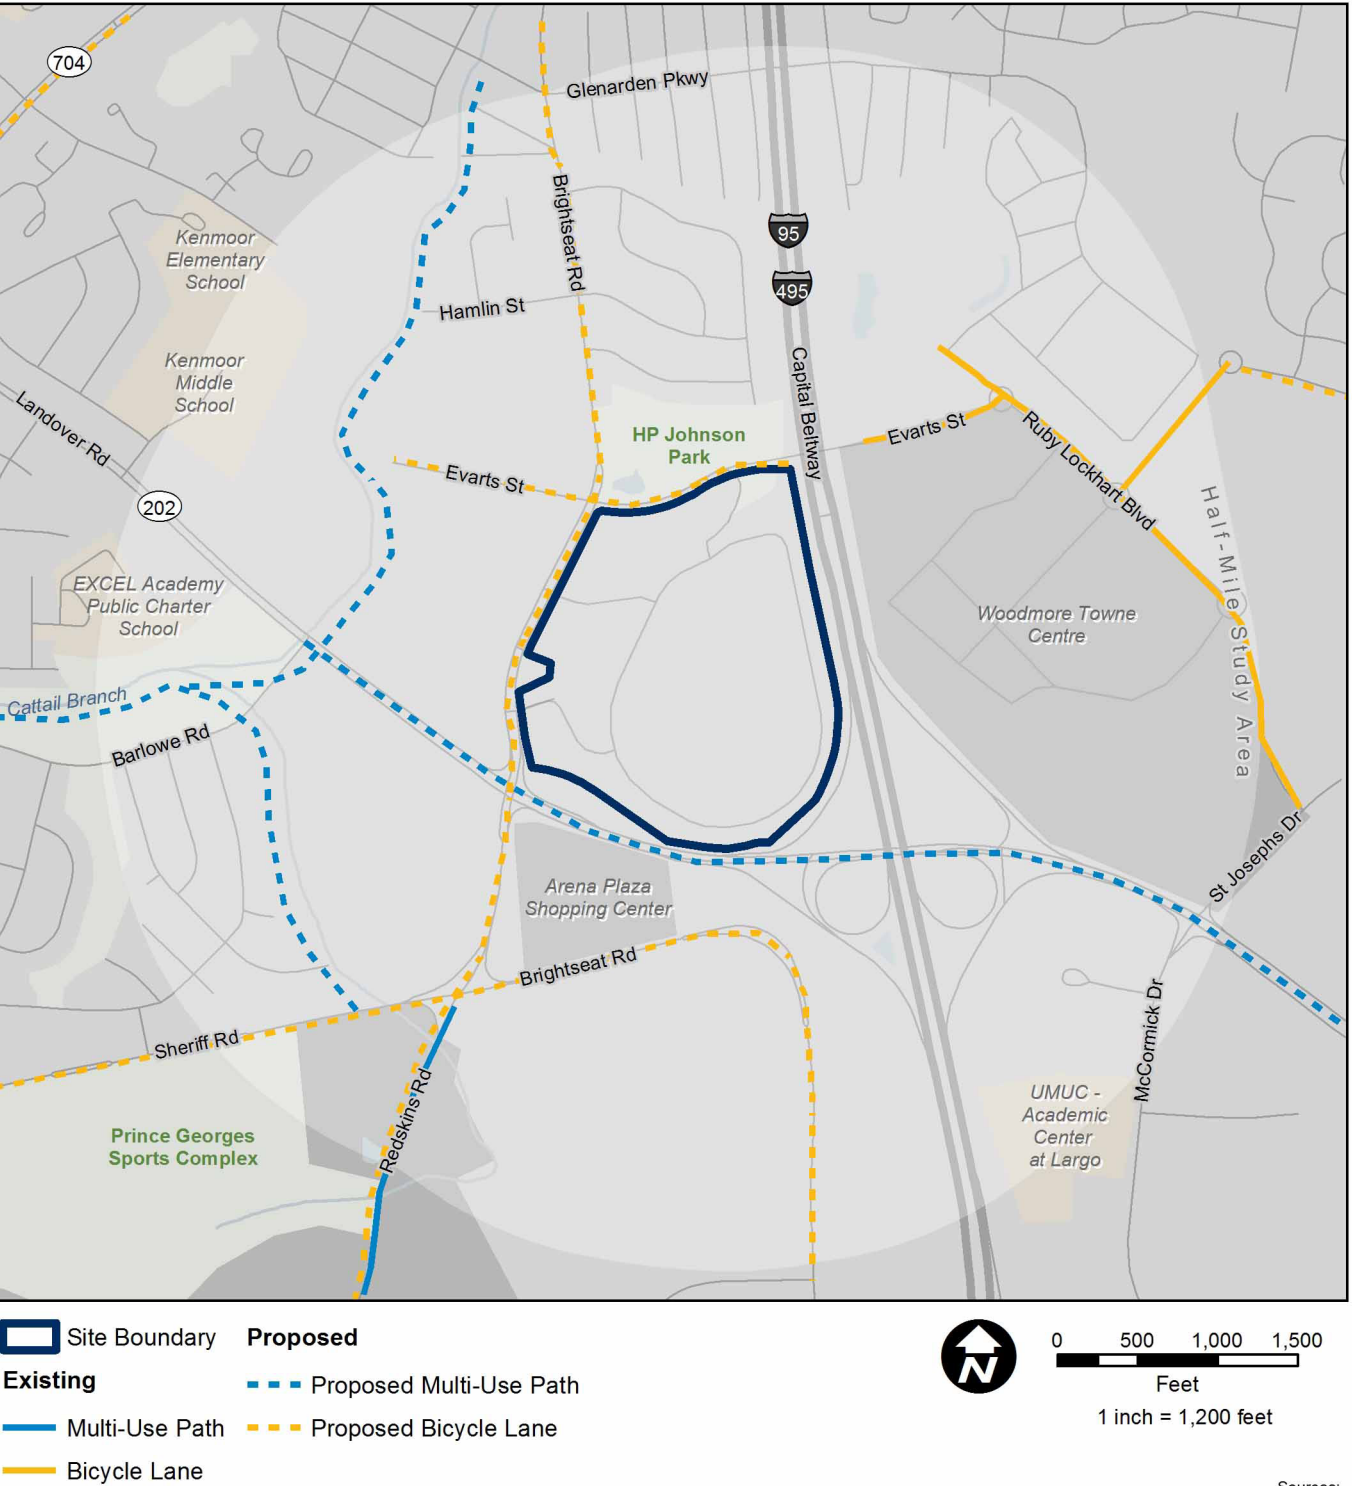 704
Glenarden Pkwy
Brightseat Rd
95
495
Kenmoor
Elementary
School
Hamlin St
Kenmoor
Middle
School
Capital Beltway
Landover Rd
HP Johnson
Park
Evarts St
Ruby Lockhart Blvd
Evarts St
202
Half-Mile Study Area
EXCEL Academy
Public Charter
School
Woodmore Towne
Centre
Cattail Branch
Barlowe Rd
St Josephs Dr
Arena Plaza
Shopping Center
Brightseat Rd
McCormick Dr
Sheriff Rd
Redskins Rd
UMUC -
Academic
Center
at Largo
Prince Georges
Sports Complex
Site Boundary
Proposed
Existing
Proposed Multi-Use Path
Multi-Use Path
Proposed Bicycle Lane
Bicycle Lane
N
0 500 1,000 1,500
Feet
1 inch = 1,200 feet
Sources: